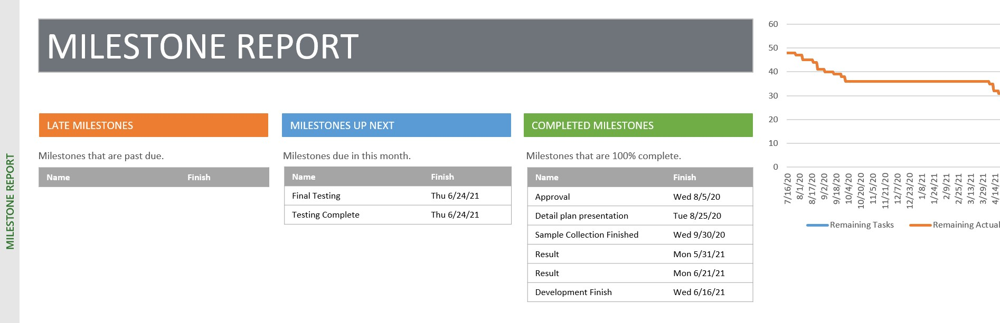 MILESTONE REPORT
MILESTONE REPORT
LATE MILESTONES
Milestones that are past due.
Name Finish
MILESTONES UP NEXT
Milestones due in this month.
Name Finish
Final Testing Thu 6/24/21
Testing Complete Thu 6/24/21
COMPLETED MILESTONES
Milestones that are 100% complete.
Name Finish
Approval Wed 8/5/20
Detail plan presentation Tue 8/25/20
Sample Collection Finished Wed 9/30/20
Result Mon 5/31/21
Result Mon 6/21/21
Development Finish Wed 6/16/21
60
50
40
30
20
10
0
7/16/20
8/1/20
8/17/20
9/2/20
9/18/20
10/4/20
10/20/20
11/5/20
11/21/20
12/7/20
12/23/20
1/8/21
1/24/21
2/9/21
2/25/21
3/13/21
3/29/21
4/14/21
Remaining Tasks
Remaining Actual